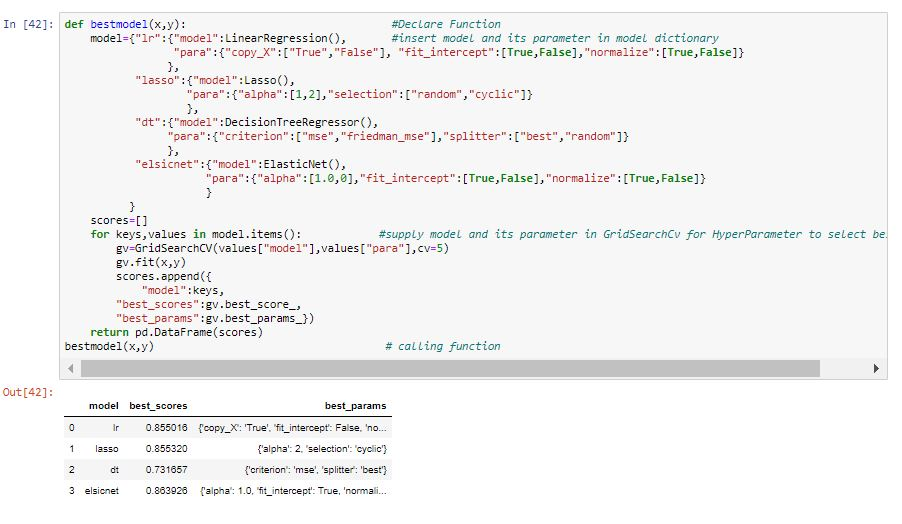 In [42]: def bestmodel(x,y): #Declare Function
model={"lr":{"model":LinearRegression(), #insert model and its parameter in model dictionary
"para":{"copy_X":["True","False"], "fit_intercept":[True,False],"normalize":[True,False]}
},
"lasso":{"model":Lasso(),
"para":{"alpha":[1,2],"selection":["random","cyclic"]}
},
"dt":{"model":DecisionTreeRegressor(),
"para":{"criterion":["mse","friedman_mse"],"splitter":["best","random"]}
},
"elsicnet":{"model":ElasticNet(),
"para":{"alpha":[1.0,0],"fit_intercept":[True,False],"normalize":[True,False]}
}
}
scores=[]
for keys,values in model.items(): #supply model and its parameter in GridSearchCv for HyperParameter to select be
gv=GridSearchCV(values["model"],values["para"],cv=5)
gv.fit(x,y)
scores.append({
"model":keys,
"best_scores":gv.best_score_,
"best_params":gv.best_params_})
return pd.DataFrame(scores)
bestmodel(x,y) # calling function
Out[42]:
model best_scores best_params
0 lr 0.855016 {'copy_X': 'True', 'fit_intercept': False, 'no...
1 lasso 0.855320 {'alpha': 2, 'selection': 'cyclic'}
2 dt 0.731657 {'criterion': 'mse', 'splitter': 'best'}
3 elsicnet 0.863926 {'alpha': 1.0, 'fit_intercept': True, 'normali...